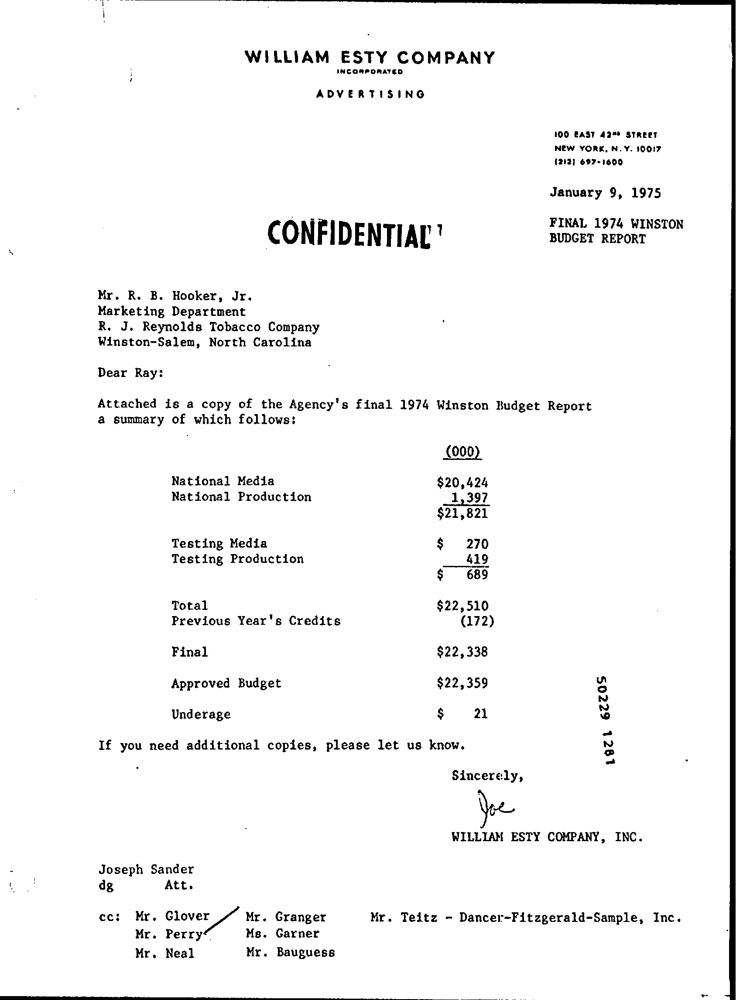 WILLIAM ESTY COMPANY
INCORPORATED
ADVERTISING
100 EAST 42ND STREET
NEW YORK, N.Y. 10017
(212) 697-1600
January 9, 1975
CONFIDENTIAL
FINAL 1974 WINSTON
BUDGET REPORT
Mr. R. B. Hooker, Jr.
Marketing Department
R. J. Reynolds Tobacco Company
Winston-Salem, North Carolina
Dear Ray:
Attached is a copy of the Agency's final 1974 Winston Budget Report
a summary of which follows:
(000)
National Media $20,424
National Production 1,397
$21,821
Testing Media $ 270
Testing Production 419
$ 689
Total $22,510
Previous Year's Credits (172)
Final $22,338
Approved Budget $22,359
Underage $ 21
50229 1281
If you need additional copies, please let us know.
Sincerely,
Joe
WILLIAM ESTY COMPANY, INC.
Joseph Sander
dg Att.
cc: Mr. Glover Mr. Granger Mr. Teitz - Dancer-Fitzgerald-Sample, Inc.
Mr. Perry Ms. Garner
Mr. Neal Mr. Bauguess